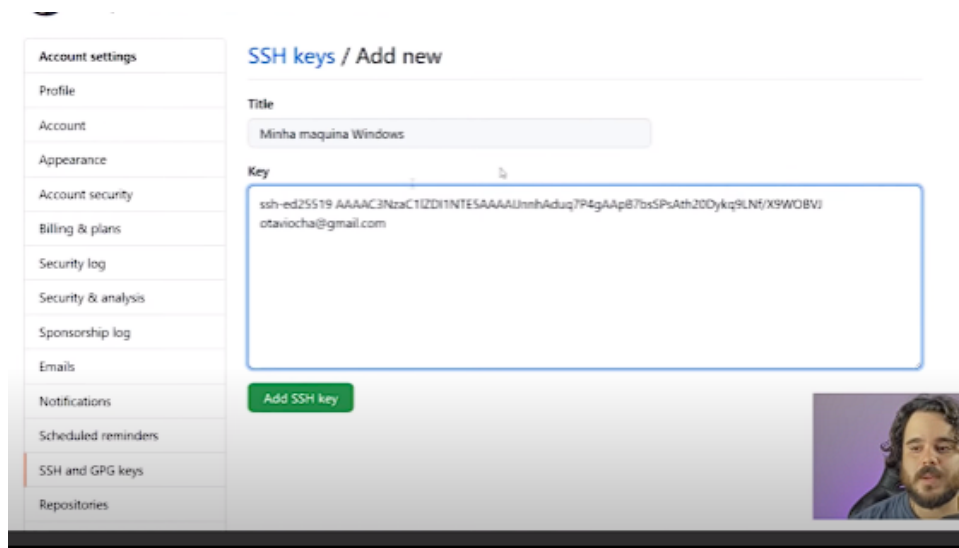 Account settings
Profile
Account
Appearance
Account security
Billing & plans
Security log
Security & analysis
Sponsorship log
Emails
Notifications
Scheduled reminders
SSH and GPG keys
Repositories
SSH keys / Add new
Title
Minha maquina Windows
Key
ssh-ed25519
otaviocha@gmail.com
Add SSH key